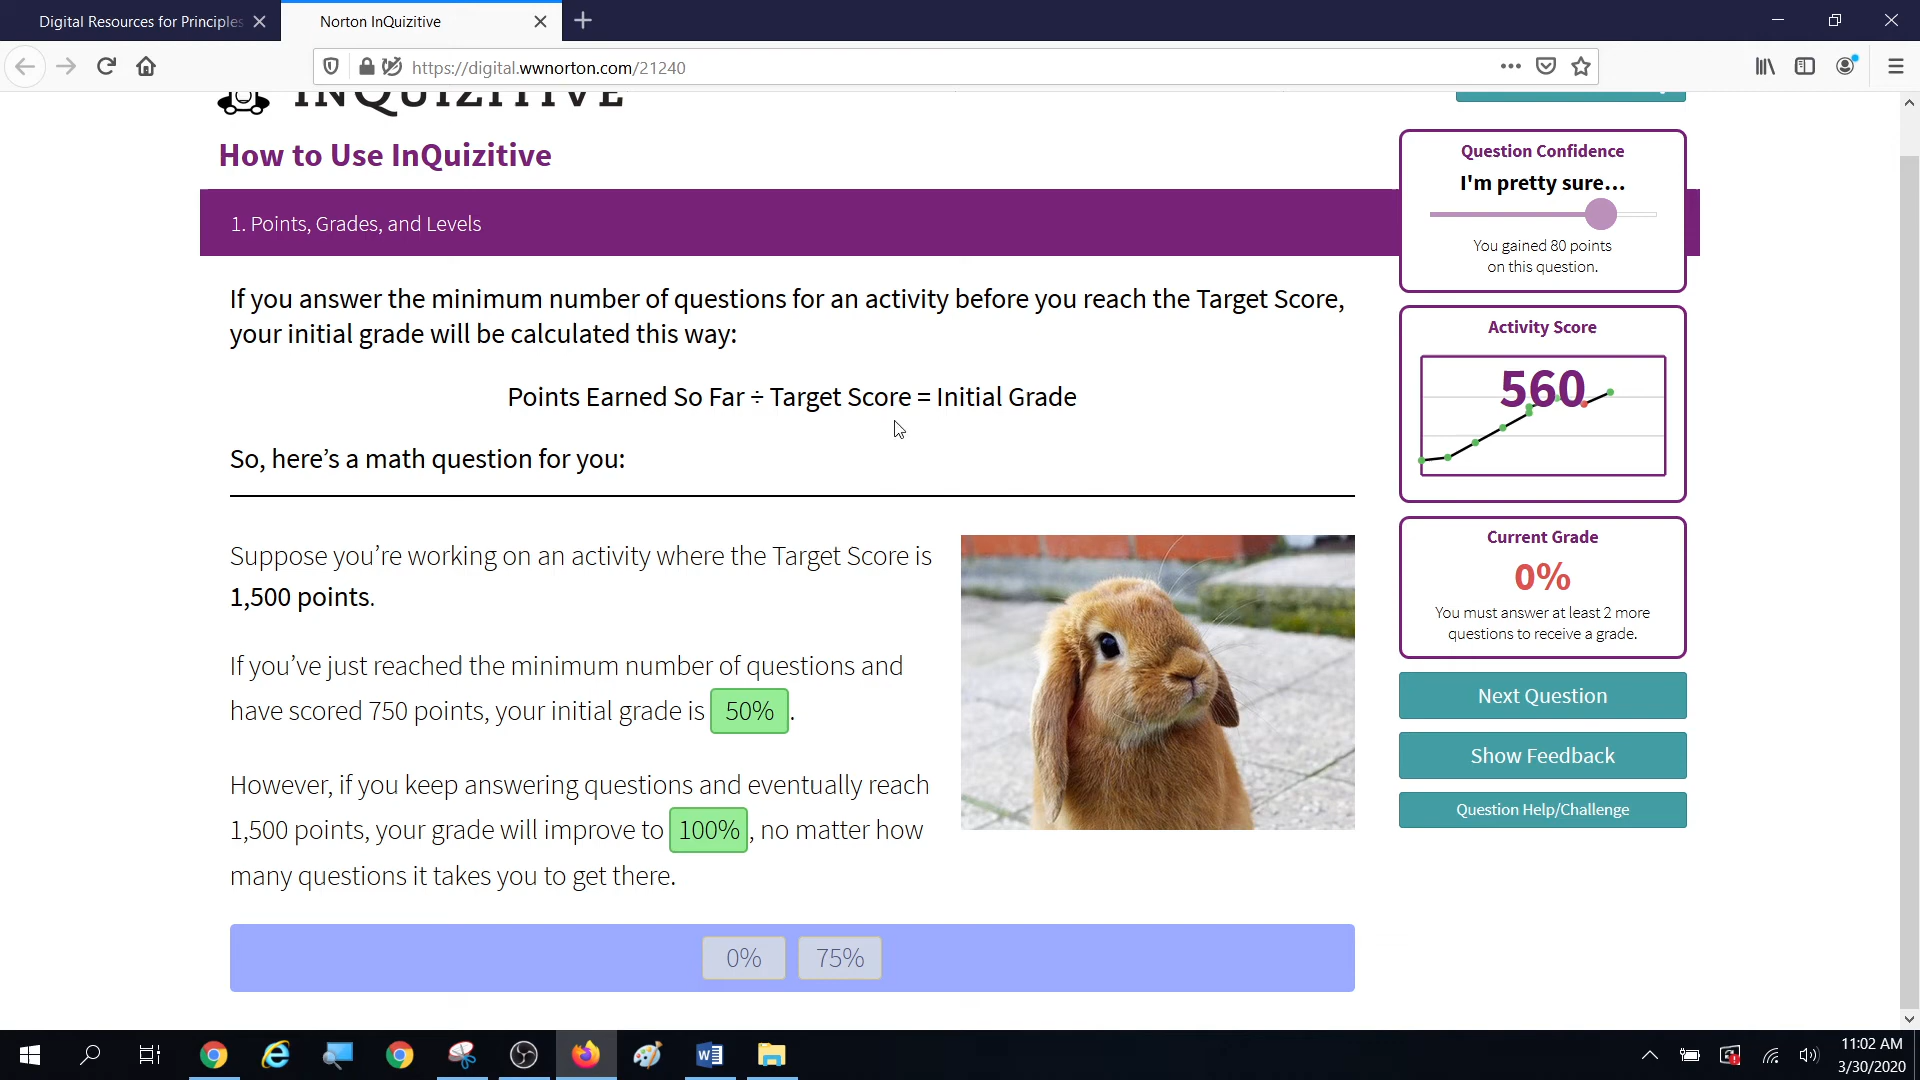 Digital Resources for Principles
Norton InQuizitive
https://digital.wwnorton.com/21240
INQUIZITIVE
How to Use InQuizitive
1. Points, Grades, and Levels
If you answer the minimum number of questions for an activity before you reach the Target Score,
your initial grade will be calculated this way:
Points Earned So Far ÷ Target Score = Initial Grade
So, here’s a math question for you:
Suppose you’re working on an activity where the Target Score is
1,500 points.
If you’ve just reached the minimum number of questions and
have scored 750 points, your initial grade is 50% .
However, if you keep answering questions and eventually reach
1,500 points, your grade will improve to 100% , no matter how
many questions it takes you to get there.
0% 75%
Question Confidence
I'm pretty sure...
You gained 80 points
on this question.
Activity Score
560
Current Grade
0%
You must answer at least 2 more
questions to receive a grade.
Next Question
Show Feedback
Question Help/Challenge
11:02 AM
3/30/2020